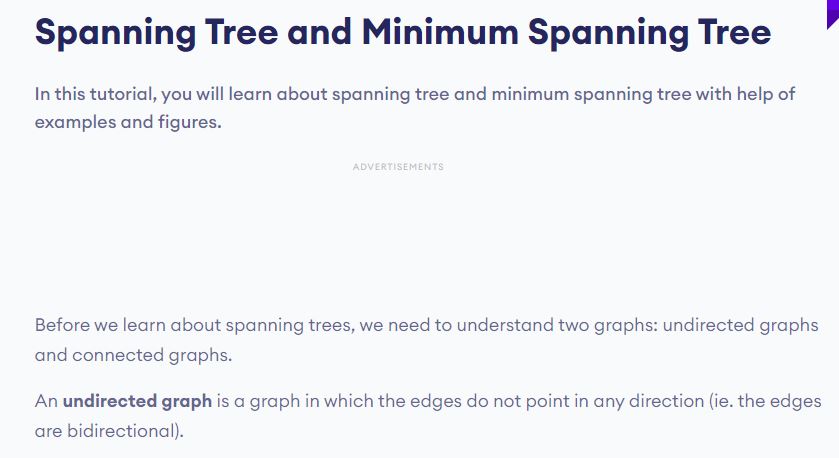 Spanning Tree and Minimum Spanning Tree
In this tutorial, you will learn about spanning tree and minimum spanning tree with help of
examples and figures.
ADVERTISEMENTS
Before we learn about spanning trees, we need to understand two graphs: undirected graphs
and connected graphs.
An undirected graph is a graph in which the edges do not point in any direction (ie. the edges
are bidirectional).